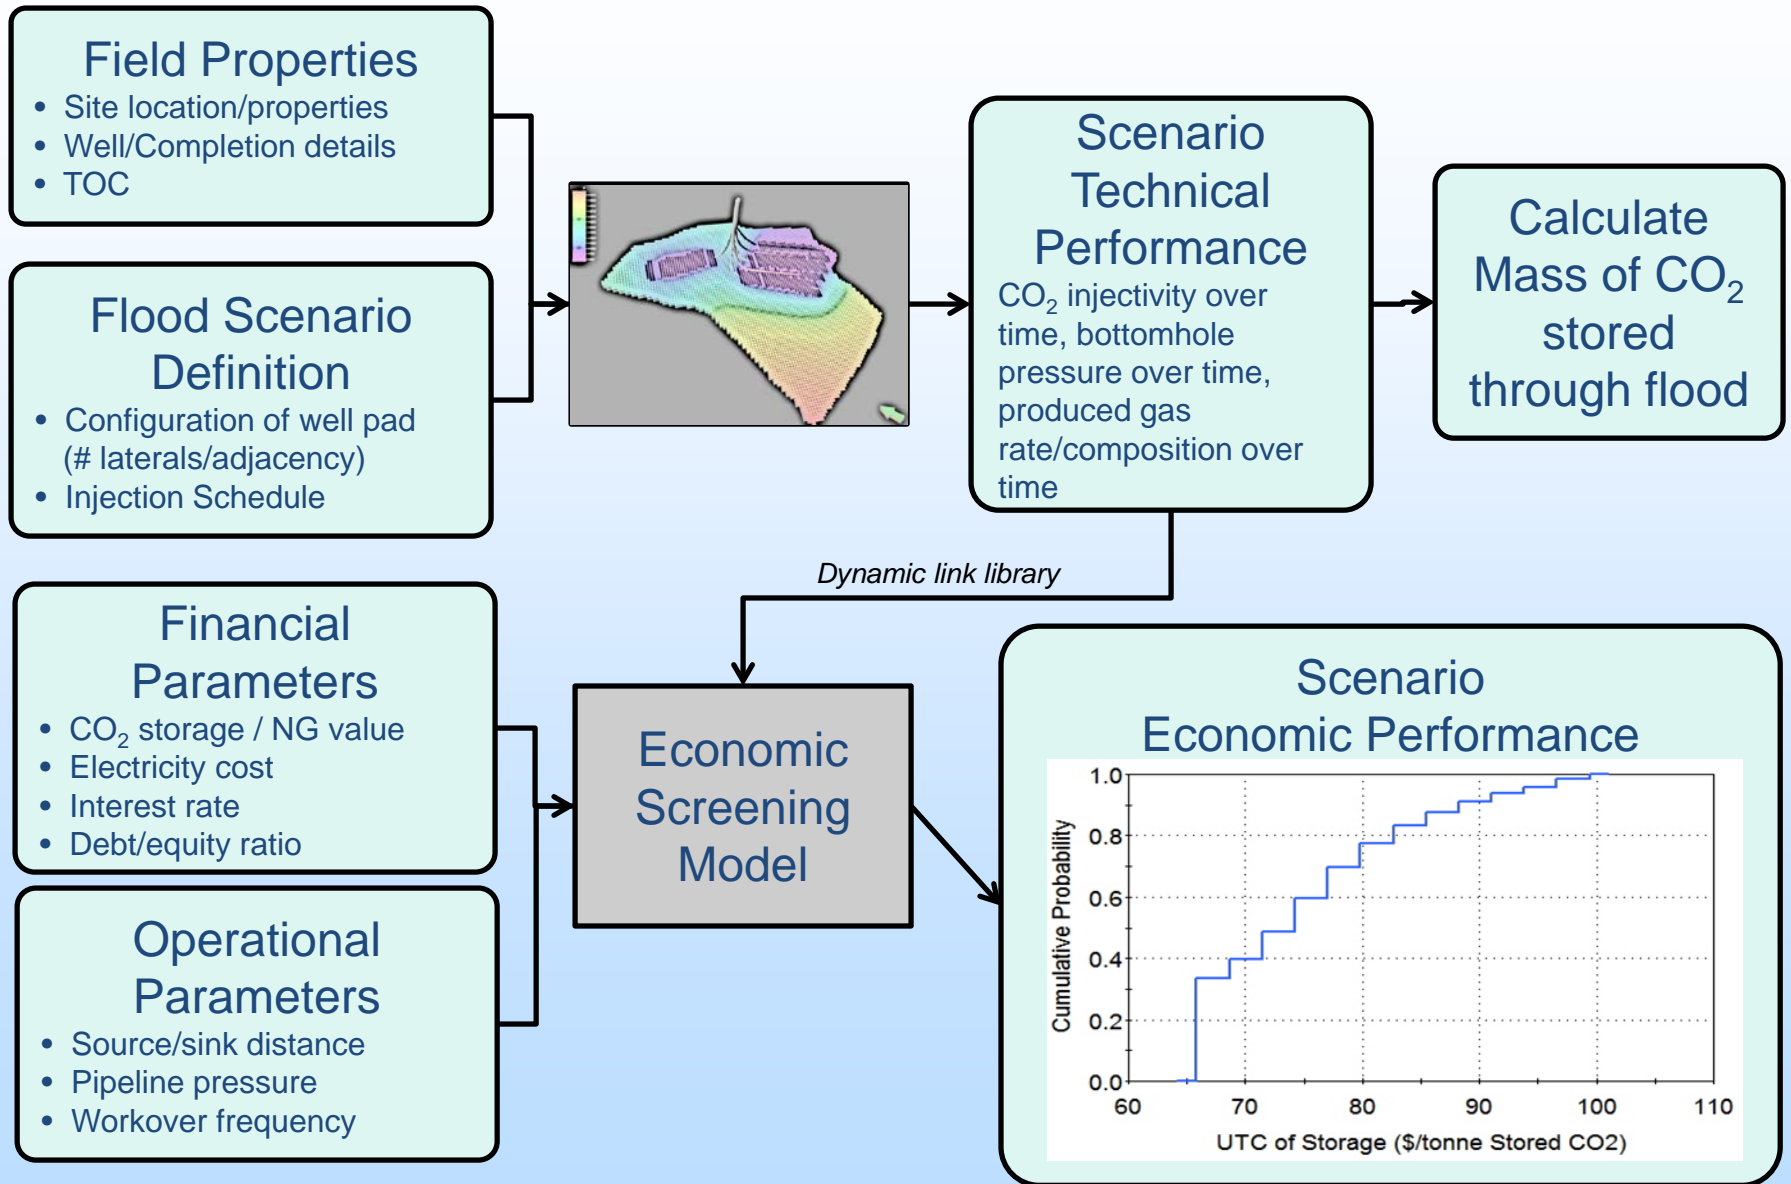 Field Properties
• Site location/properties
• Well/Completion details
• TOC
Flood Scenario
Definition
• Configuration of well pad
(# laterals/adjacency)
• Injection Schedule
Scenario
Technical
Performance
CO₂ injectivity over
time, bottomhole
pressure over time,
produced gas
rate/composition over
time
Calculate
Mass of CO₂
stored
through flood
Dynamic link library
Financial
Parameters
• CO₂ storage / NG value
• Electricity cost
• Interest rate
• Debt/equity ratio
Operational
Parameters
• Source/sink distance
• Pipeline pressure
• Workover frequency
Economic
Screening
Model
Scenario
Economic Performance
Cumulative Probability
1.0
0.8
0.6
0.4
0.2
0.0
60 70 80 90 100 110
UTC of Storage ($/tonne Stored CO2)